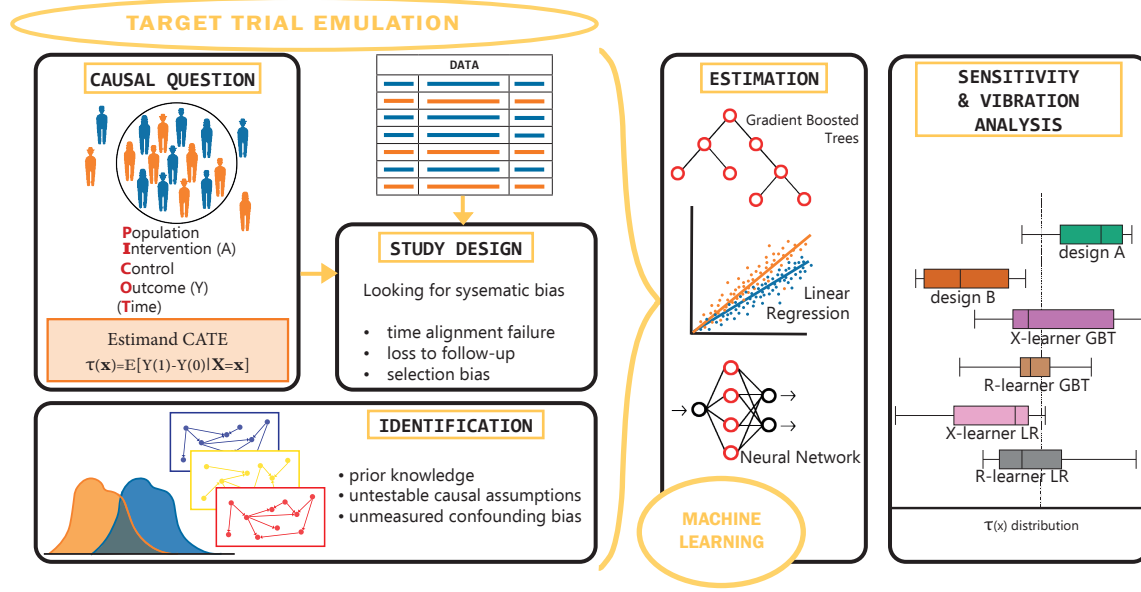 TARGET TRIAL EMULATION
CAUSAL QUESTION
Population
Intervention (A)
Control
Outcome (Y)
(Time)
Estimand CATE
τ(x)=E[Y(1)-Y(0)|X=x]
DATA
STUDY DESIGN
Looking for sysematic bias
• time alignment failure
• loss to follow-up
• selection bias
IDENTIFICATION
• prior knowledge
• untestable causal assumptions
• unmeasured confounding bias
ESTIMATION
Gradient Boosted
Trees
Linear
Regression
Neural Network
MACHINE
LEARNING
SENSITIVITY
& VIBRATION
ANALYSIS
design A
design B
X-learner GBT
R-learner GBT
X-learner LR
R-learner LR
τ(x) distribution